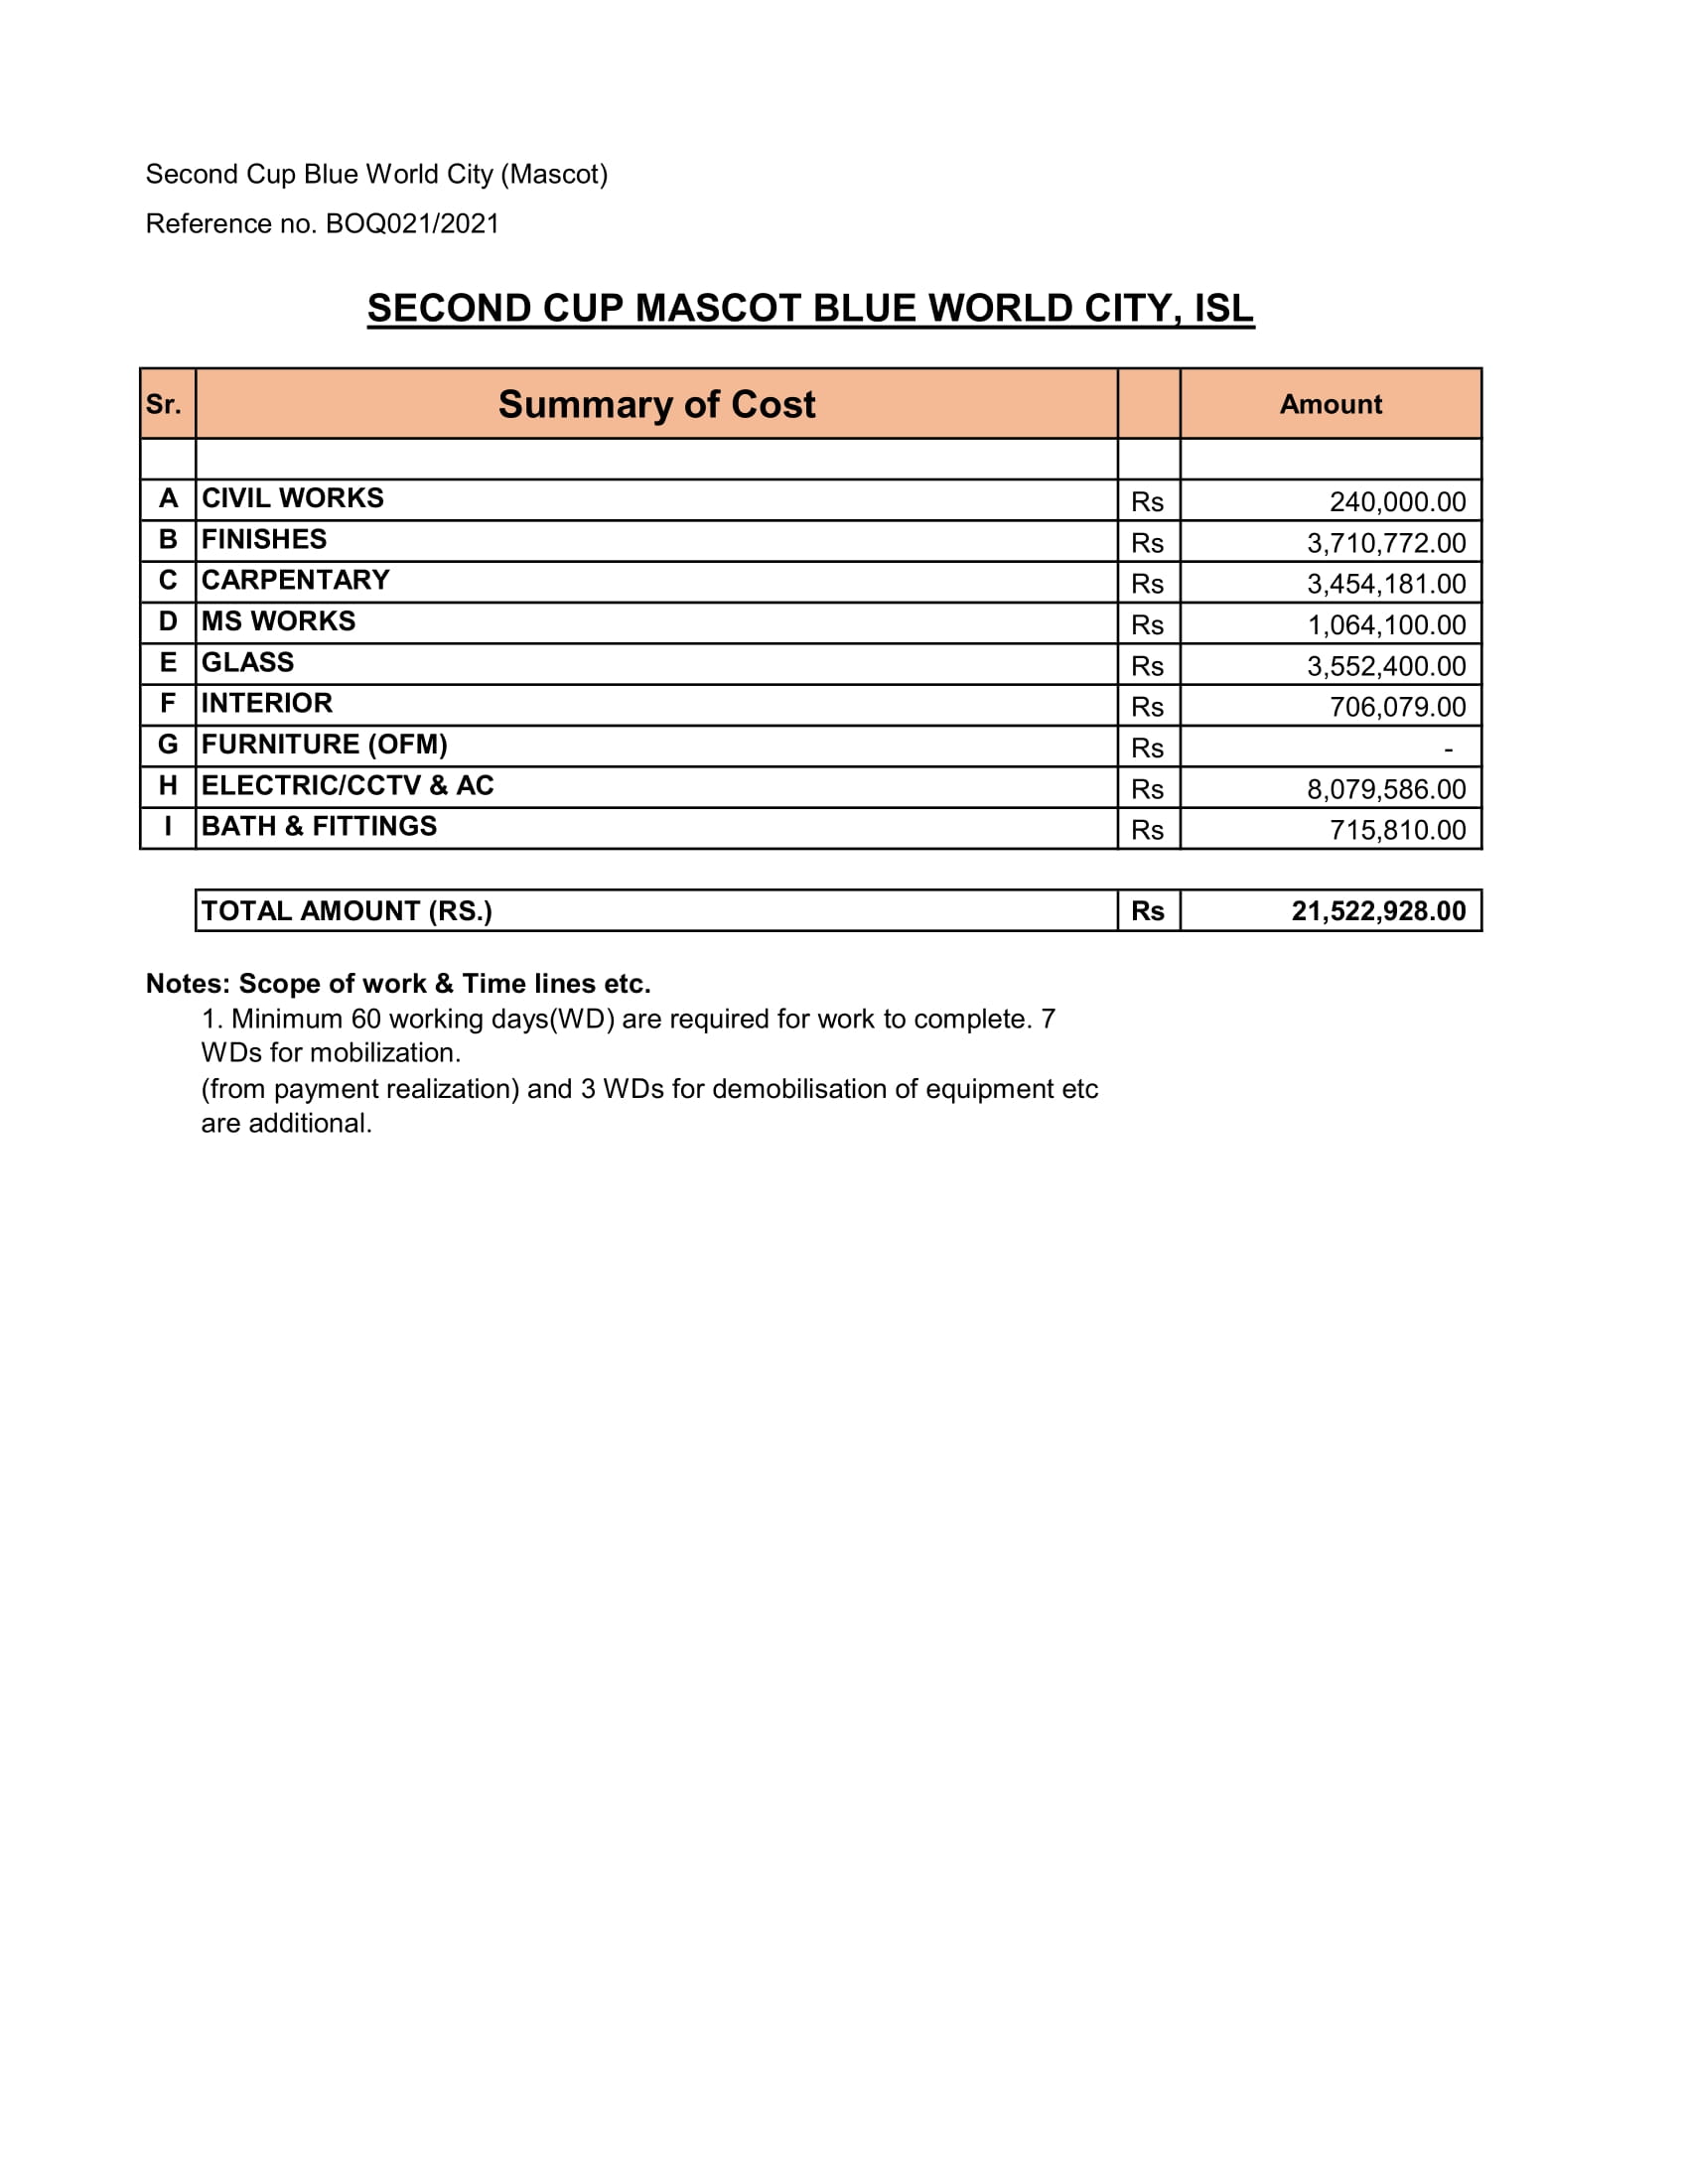 Second Cup Blue World City (Mascot)
Reference no. BOQ021/2021
SECOND CUP MASCOT BLUE WORLD CITY, ISL
Sr. Summary of Cost Amount
A CIVIL WORKS Rs 240,000.00
B FINISHES Rs 3,710,772.00
C CARPENTARY Rs 3,454,181.00
D MS WORKS Rs 1,064,100.00
E GLASS Rs 3,552,400.00
F INTERIOR Rs 706,079.00
G FURNITURE (OFM) Rs -
H ELECTRIC/CCTV & AC Rs 8,079,586.00
I BATH & FITTINGS Rs 715,810.00
TOTAL AMOUNT (RS.) Rs 21,522,928.00
Notes: Scope of work & Time lines etc.
1. Minimum 60 working days(WD) are required for work to complete. 7
WDs for mobilization.
(from payment realization) and 3 WDs for demobilisation of equipment etc
are additional.